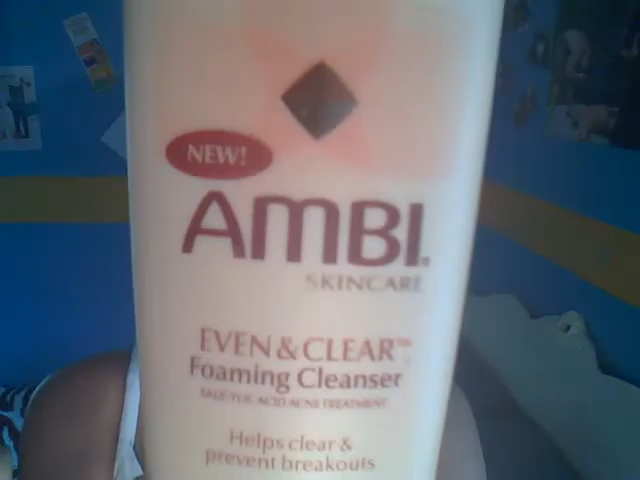 NEW!
AMBI
SKINCARE
EVEN & CLEAR™
Foaming Cleanser
SALICYLIC ACID ACNE TREATMENT
Helps clear &
prevent breakouts